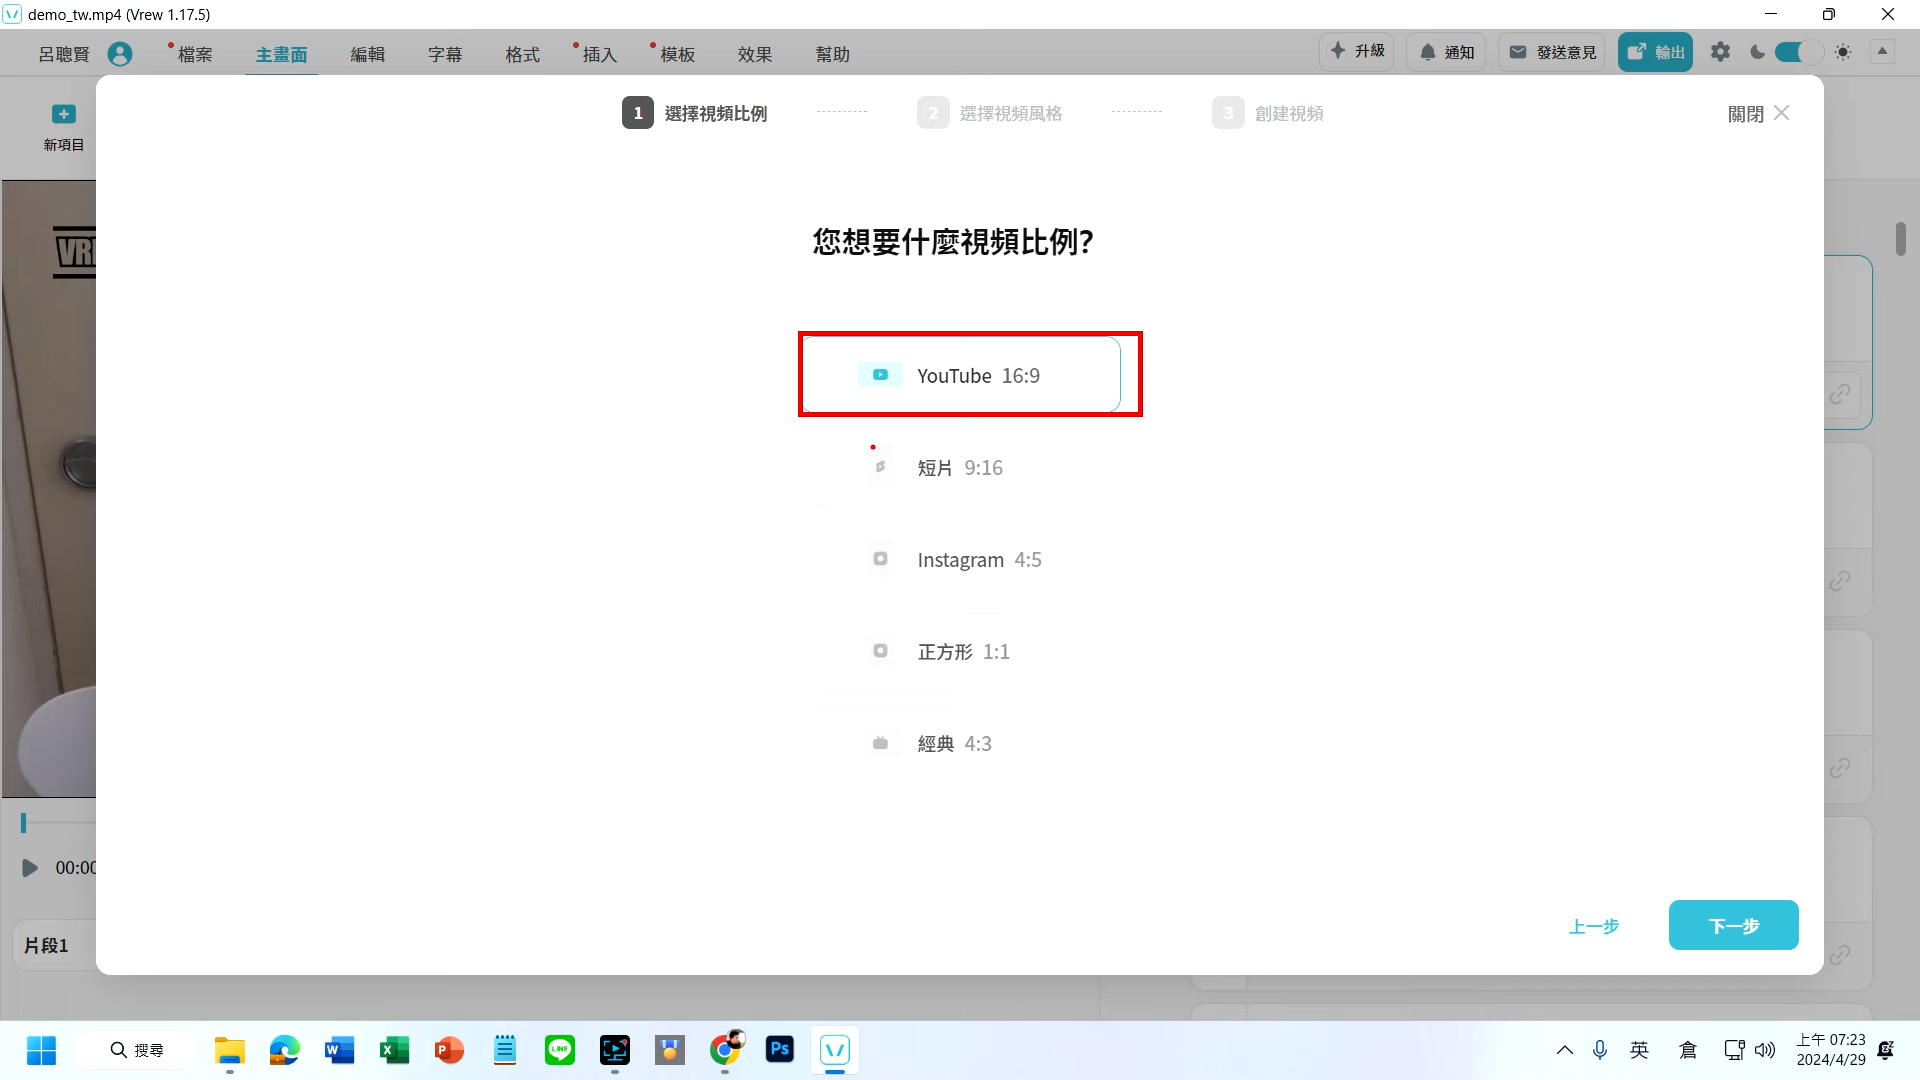 demo_tw.mp4 (Vrew 1.17.5)
呂聰賢
檔案
主畫面
編輯
字幕
格式
插入
模板
效果
幫助
升級
通知
發送意見
輸出
新項目
1 選擇視頻比例
2 選擇視頻風格
3 創建視頻
關閉
您想要什麼視頻比例?
YouTube 16:9
短片 9:16
Instagram 4:5
正方形 1:1
經典 4:3
00:00
片段1
上一步
下一步
搜尋
LINE
Ps
英
倉
上午 07:23
2024/4/29